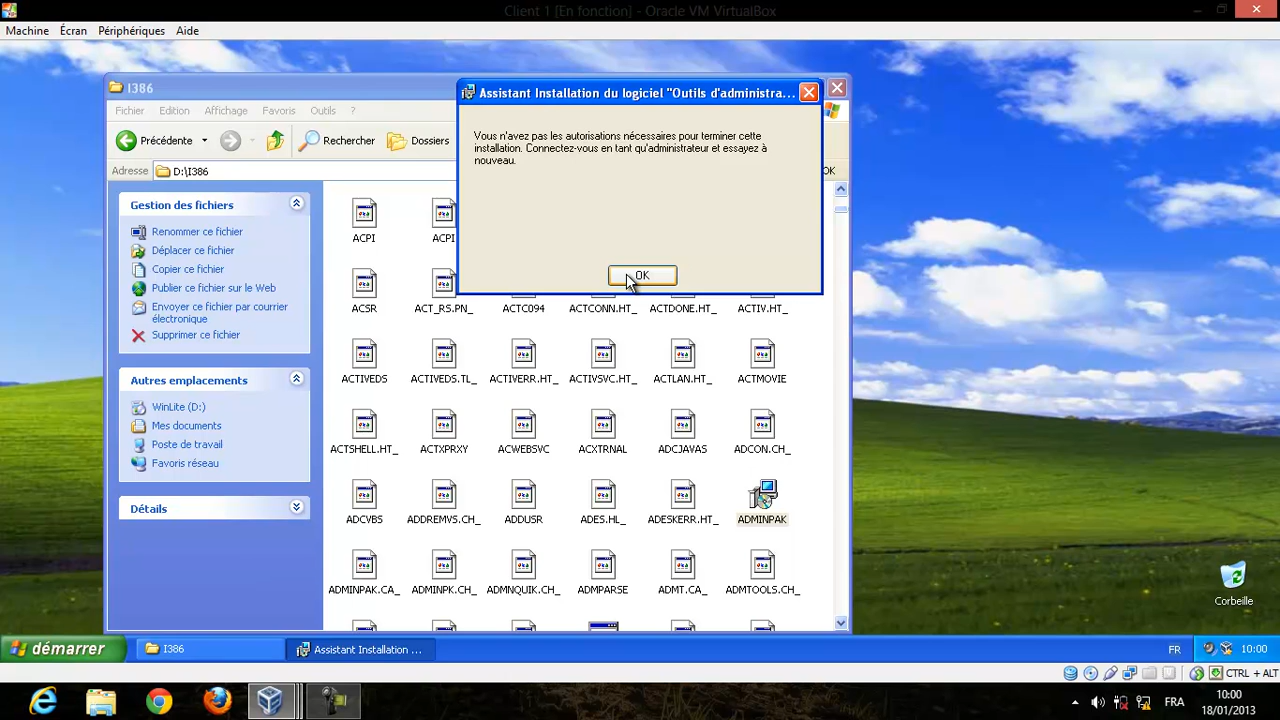 Client 1 [En fonction] - Oracle VM VirtualBox
Machine Écran Périphériques Aide
I386
Fichier Edition Affichage Favoris Outils ?
Précédente Rechercher Dossiers
Adresse D:\I386 OK
Assistant Installation du logiciel "Outils d'administra...
Vous n'avez pas les autorisations nécessaires pour terminer cette
installation. Connectez-vous en tant qu'administrateur et essayez à
nouveau.
OK
Gestion des fichiers
Renommer ce fichier
Déplacer ce fichier
Copier ce fichier
Publier ce fichier sur le Web
Envoyer ce fichier par courrier
électronique
Supprimer ce fichier
Autres emplacements
WinLite (D:)
Mes documents
Poste de travail
Favoris réseau
Détails
ACPI ACPI
ACSR ACT_RS.PN_ ACTC094 ACTCONN.HT_ ACTDONE.HT_ ACTIV.HT_
ACTIVEDS ACTIVEDS.TL_ ACTIVERR.HT_ ACTIVSVC.HT_ ACTLAN.HT_ ACTMOVIE
ACTSHELL.HT_ ACTXPRXY ACWEBSVC ACXTRNAL ADCJAVAS ADCON.CH_
ADCVBS ADDREMVS.CH_ ADDUSR ADES.HL_ ADESKERR.HT_ ADMINPAK
ADMINPAK.CA_ ADMINPK.CH_ ADMNQUIK.CH_ ADMPARSE ADMT.CA_ ADMTOOLS.CH_
Corbeille
démarrer I386 Assistant Installation ... FR 10:00
CTRL + ALT
FRA 10:00
18/01/2013